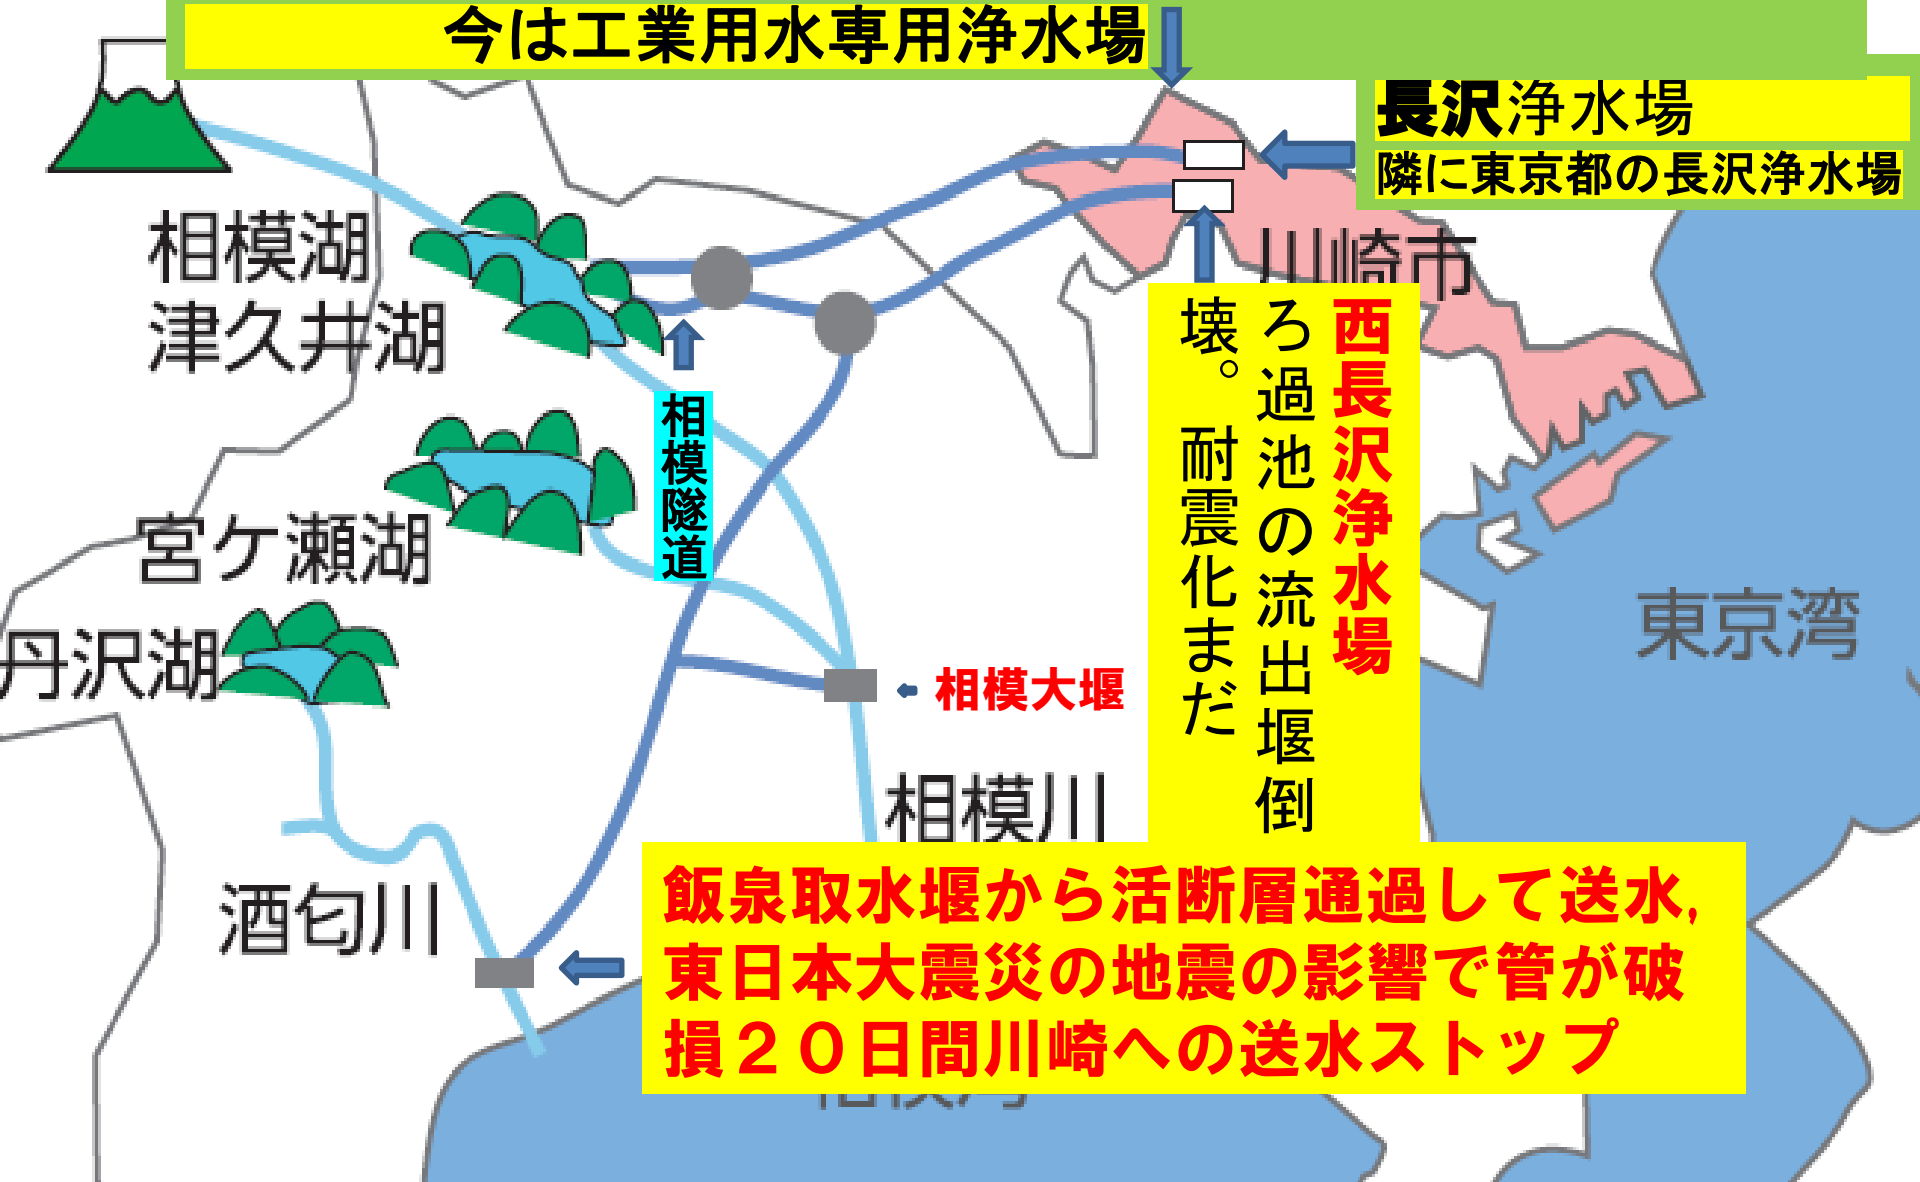 今は工業用水専用浄水場
長沢浄水場
隣に東京都の長沢浄水場
相模湖
津久井湖
川崎市
西長沢浄水場
ろ過池の流出堰倒
壊。 耐震化まだ
相模隧道
宮ケ瀬湖
丹沢湖
東京湾
相模大堰
相模川
酒匂川
飯泉取水堰から活断層通過して送水,
東日本大震災の地震の影響で管が破
損２０日間川崎への送水ストップ